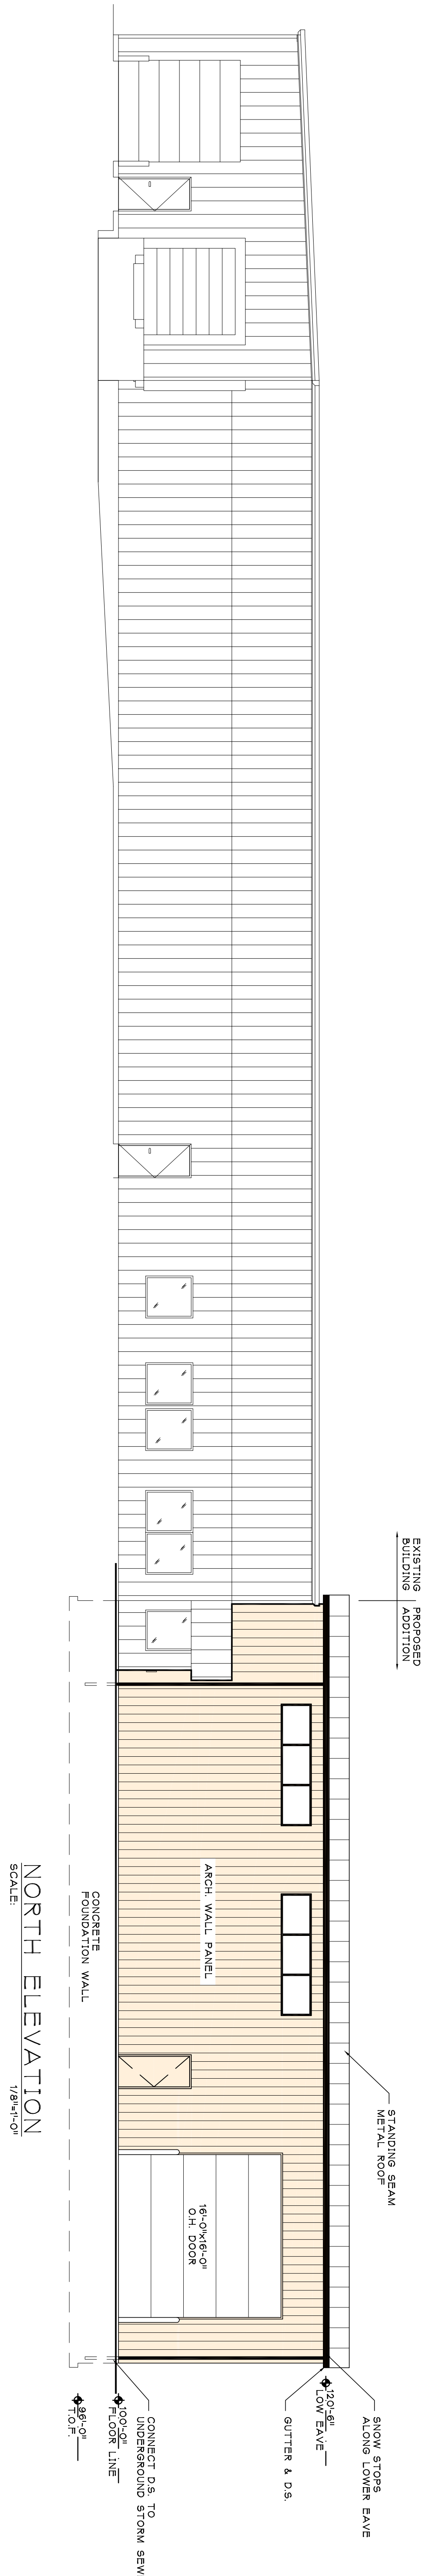 EXISTING
BUILDING
PROPOSED
ADDITION
STANDING SEAM
METAL ROOF
SNOW STOPS
ALONG LOWER EAVE
120'-6"
LOW EAVE
GUTTER & D.S.
ARCH. WALL PANEL
16'-0"x16'-0"
O.H. DOOR
CONNECT D.S. TO
UNDERGROUND STORM SEW
100'-0"
FLOOR LINE
96'-0"
T.O.F.
CONCRETE
FOUNDATION WALL
NORTH ELEVATION
SCALE: 1/8"=1'-0"